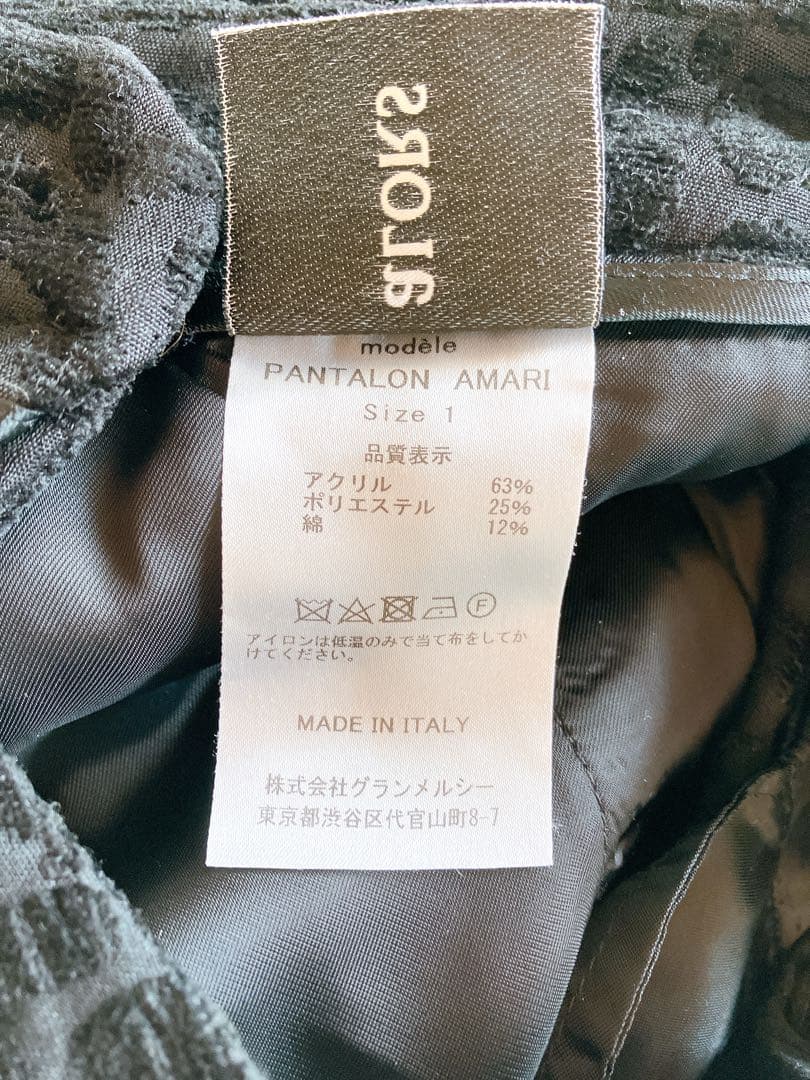 aLORS
modèle
PANTALON AMARI
Size 1
品質表示
アクリル 63%
ポリエステル 25%
綿 12%
F
アイロンは低温のみで当て布をしてか
けてください。
MADE IN ITALY
株式会社グランメルシー
東京都渋谷区代官山町8-7